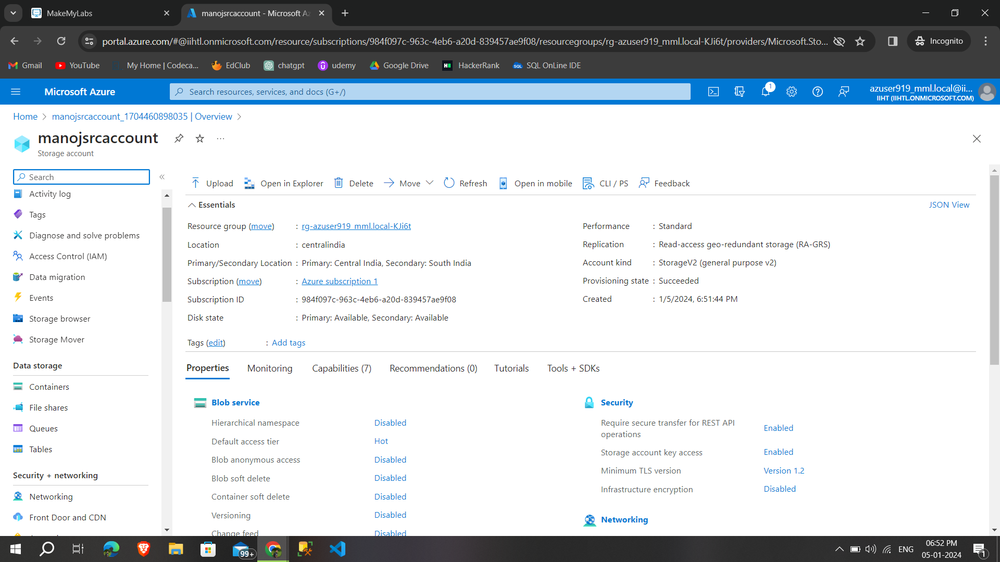 MakeMyLabs
manojsrcaccount - Microsoft Az
portal.azure.com/#@iihtl.onmicrosoft.com/resource/subscriptions/984f097c-963c-4eb6-a20d-839457ae9f08/resourcegroups/rg-azuser919_mml.local-KJi6t/providers/Microsoft.Sto...
Incognito
Gmail YouTube My Home | Codeca... EdClub chatgpt udemy Google Drive HackerRank SQL OnLine IDE
Microsoft Azure
Search resources, services, and docs (G+/)
1
azuser919_mml.local@ii...
IIHT (IIHTL.ONMICROSOFT.COM)
Home > manojsrcaccount_1704460898035 | Overview >
manojsrcaccount
Storage account
Search
Activity log
Tags
Diagnose and solve problems
Access Control (IAM)
Data migration
Events
Storage browser
Storage Mover
Data storage
Containers
File shares
Queues
Tables
Security + networking
Networking
Front Door and CDN
Upload Open in Explorer Delete Move Refresh Open in mobile CLI / PS Feedback
Essentials
JSON View
Resource group (move) : rg-azuser919_mml.local-KJi6t
Location : centralindia
Primary/Secondary Location : Primary: Central India, Secondary: South India
Subscription (move) : Azure subscription 1
Subscription ID : 984f097c-963c-4eb6-a20d-839457ae9f08
Disk state : Primary: Available, Secondary: Available
Performance : Standard
Replication : Read-access geo-redundant storage (RA-GRS)
Account kind : StorageV2 (general purpose v2)
Provisioning state : Succeeded
Created : 1/5/2024, 6:51:44 PM
Tags (edit) : Add tags
Properties Monitoring Capabilities (7) Recommendations (0) Tutorials Tools + SDKs
Blob service
Hierarchical namespace Disabled
Default access tier Hot
Blob anonymous access Disabled
Blob soft delete Disabled
Container soft delete Disabled
Versioning Disabled
Change feed Disabled
Security
Require secure transfer for REST API
operations Enabled
Storage account key access Enabled
Minimum TLS version Version 1.2
Infrastructure encryption Disabled
Networking
99+
ENG
06:52 PM
05-01-2024
1